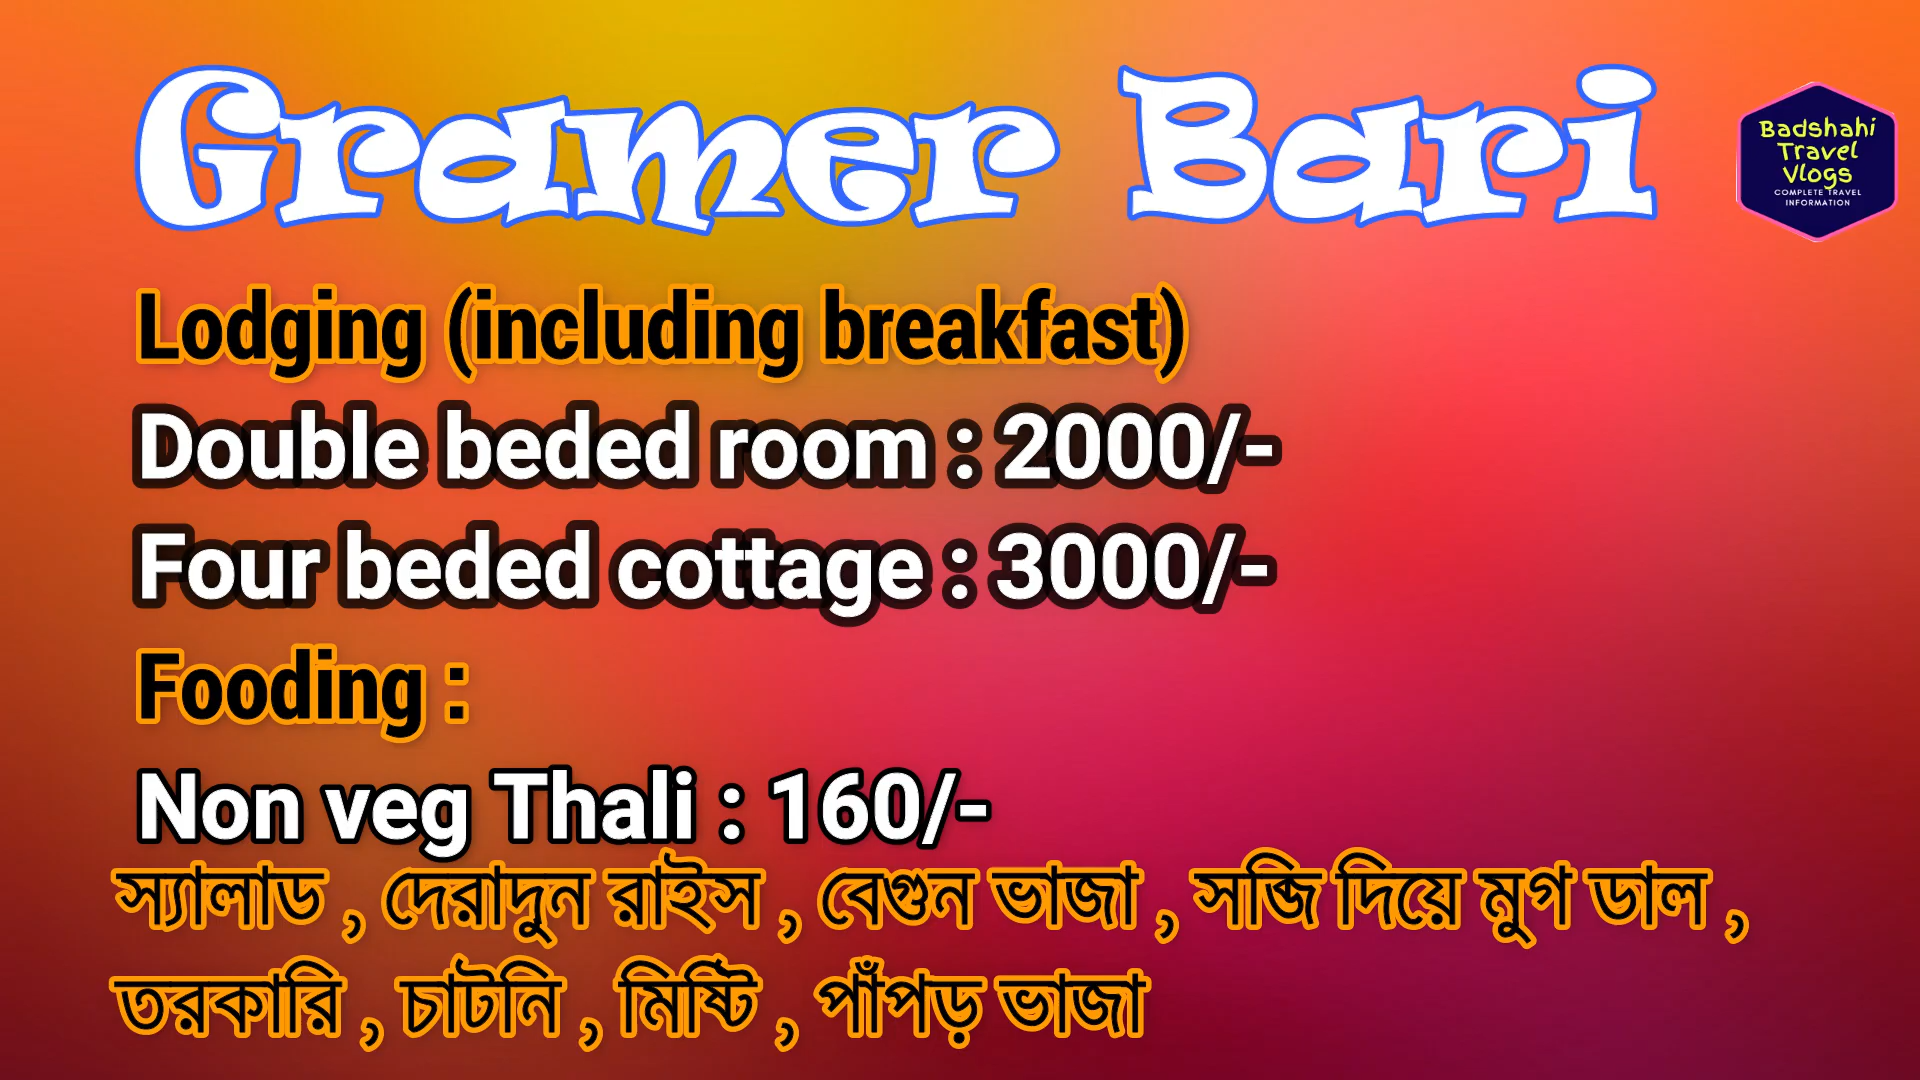 Gramer Bari
Badshahi
Travel
Vlogs
COMPLETE TRAVEL
INFORMATION
Lodging (including breakfast)
Double beded room : 2000/-
Four beded cottage : 3000/-
Fooding :
Non veg Thali : 160/-
স্যালাড , দেরাদুন রাইস , বেগুন ভাজা , সব্জি দিয়ে মুগ ডাল ,
তরকারি , চাটনি , মিষ্টি , পাঁপড় ভাজা